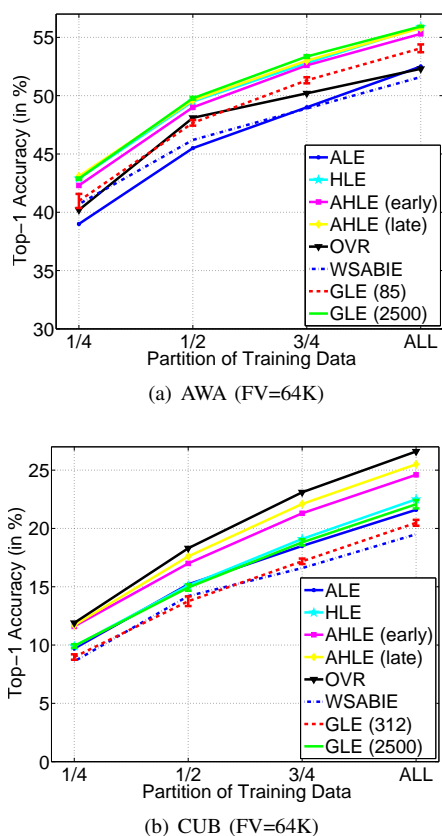 55
50
45
40
35
30
Top−1 Accuracy (in %)
ALE
HLE
AHLE (early)
AHLE (late)
OVR
WSABIE
GLE (85)
GLE (2500)
1/4 1/2 3/4 ALL
Partition of Training Data
(a) AWA (FV=64K)
25
20
15
10
5
0
Top−1 Accuracy (in %)
ALE
HLE
AHLE (early)
AHLE (late)
OVR
WSABIE
GLE (312)
GLE (2500)
1/4 1/2 3/4 ALL
Partition of Training Data
(b) CUB (FV=64K)